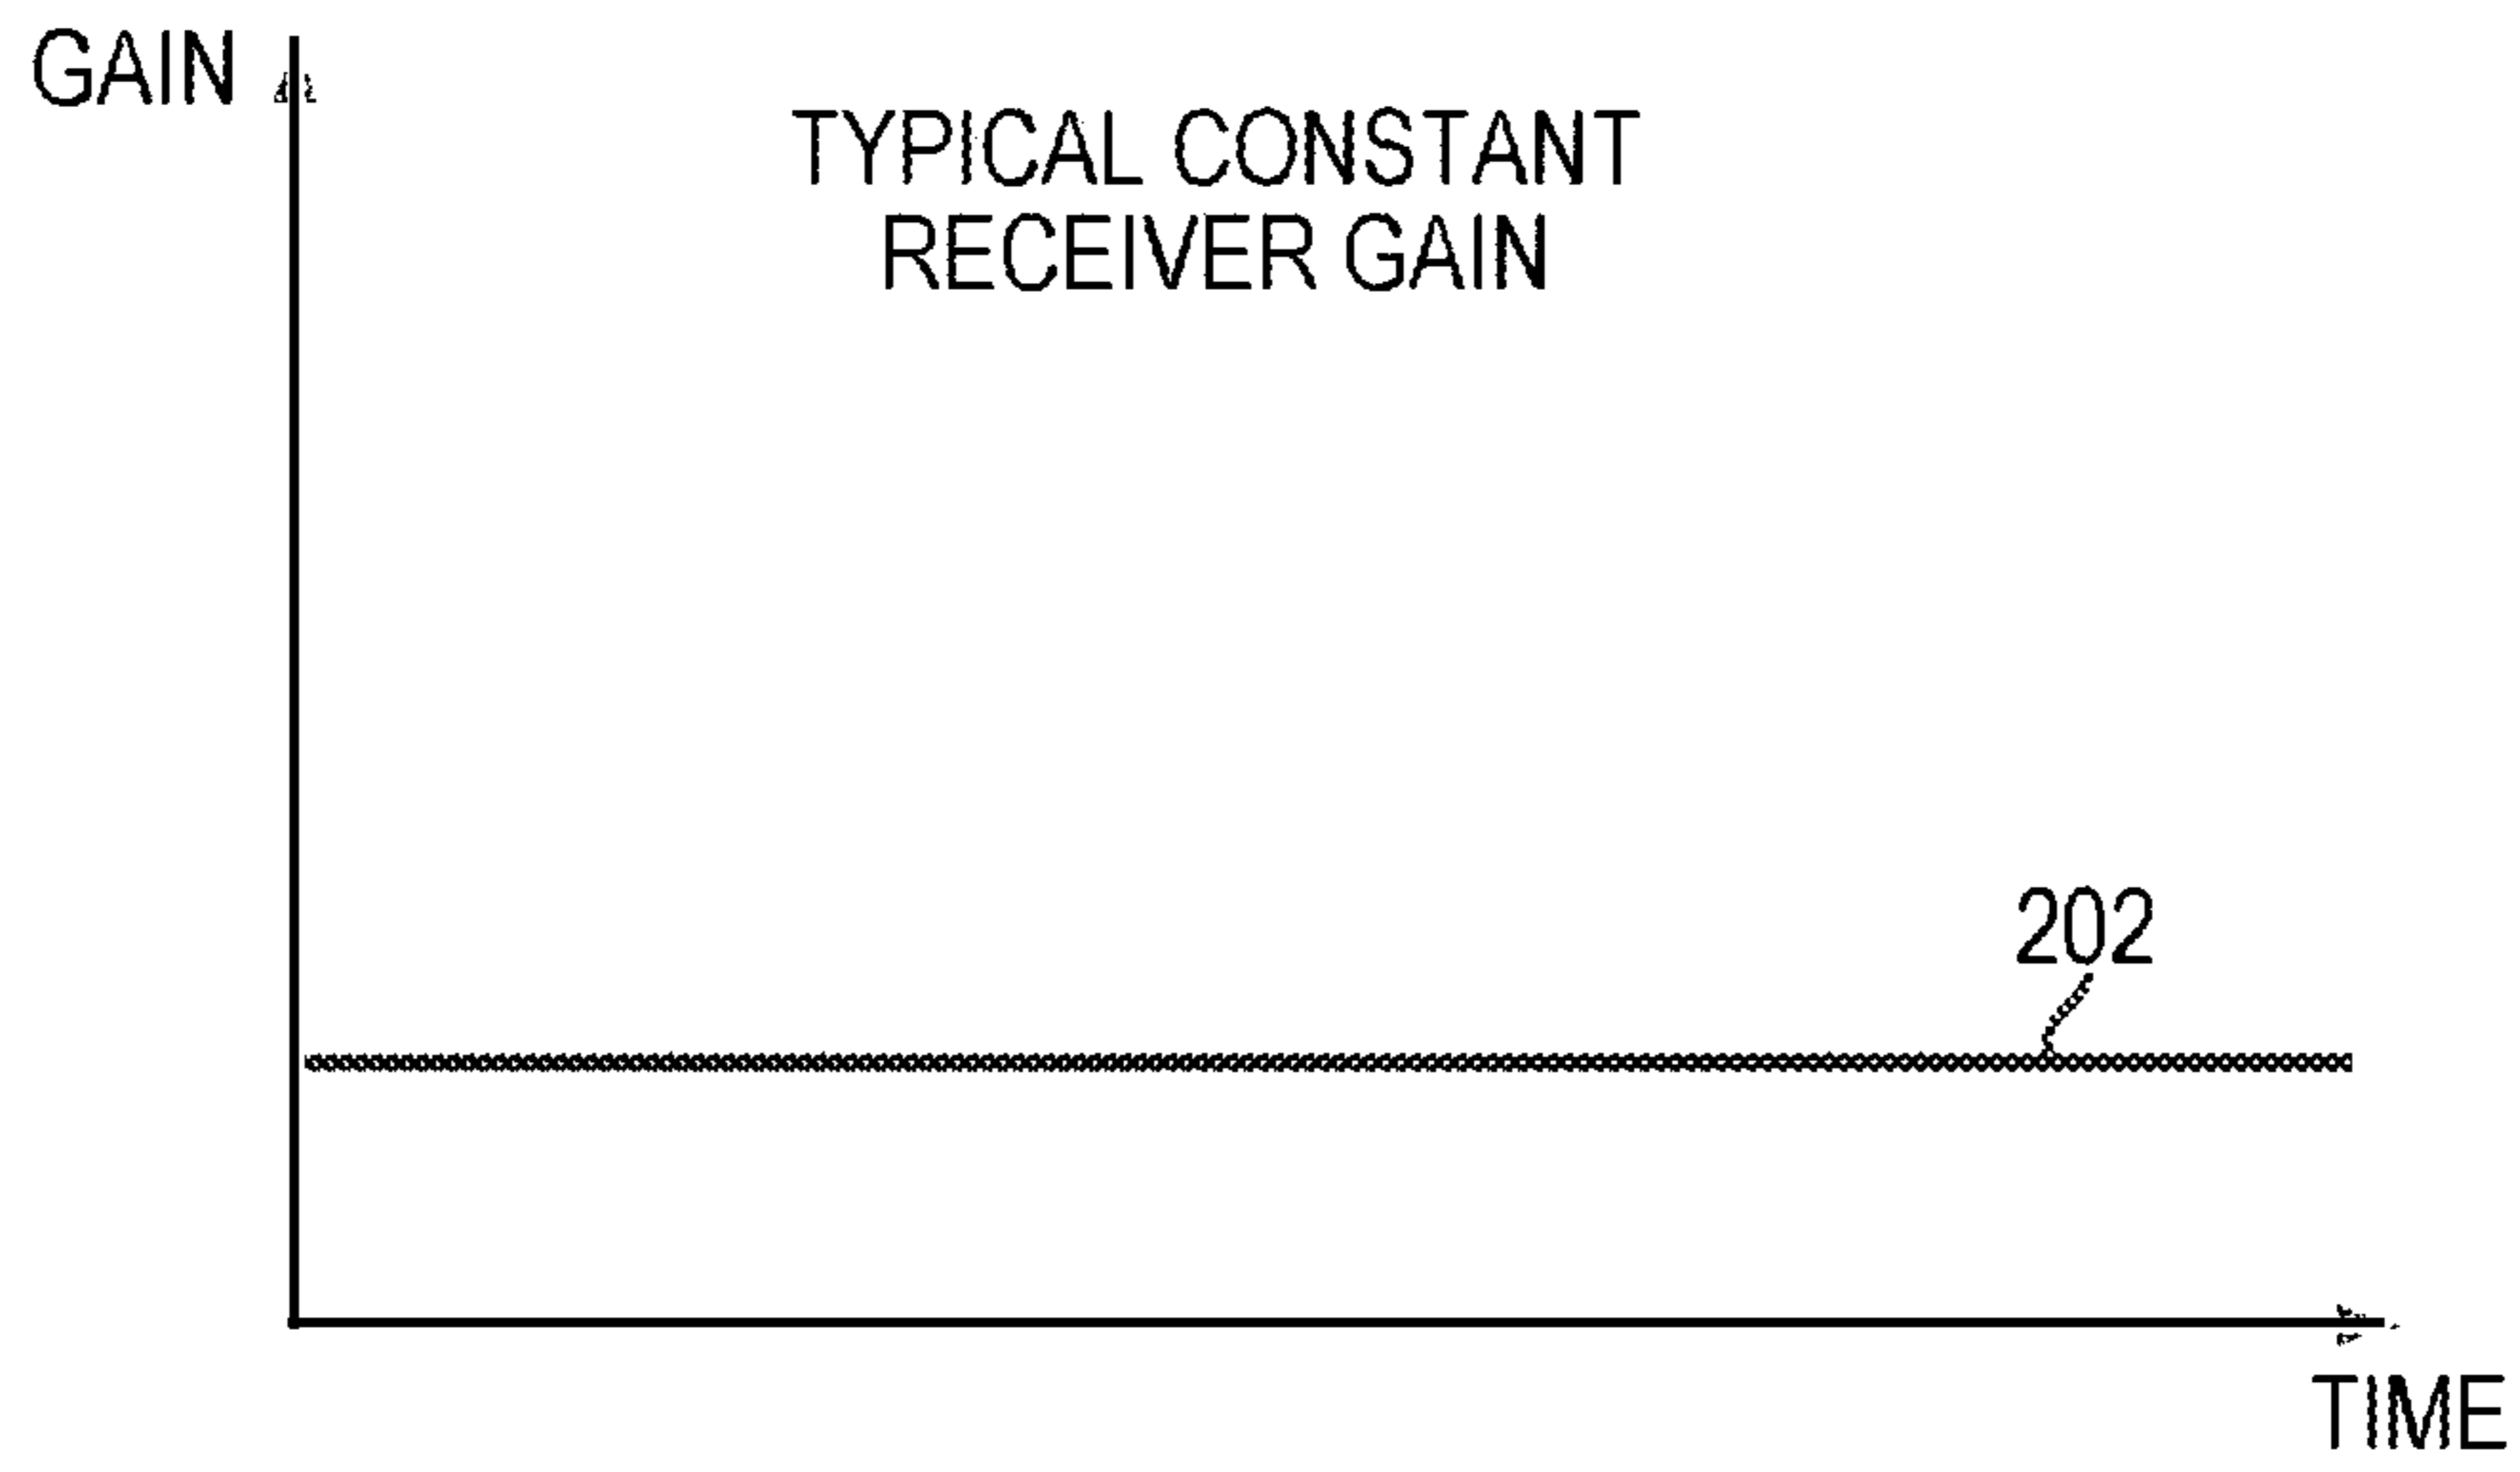 GAIN
TYPICAL CONSTANT
RECEIVER GAIN
202
TIME